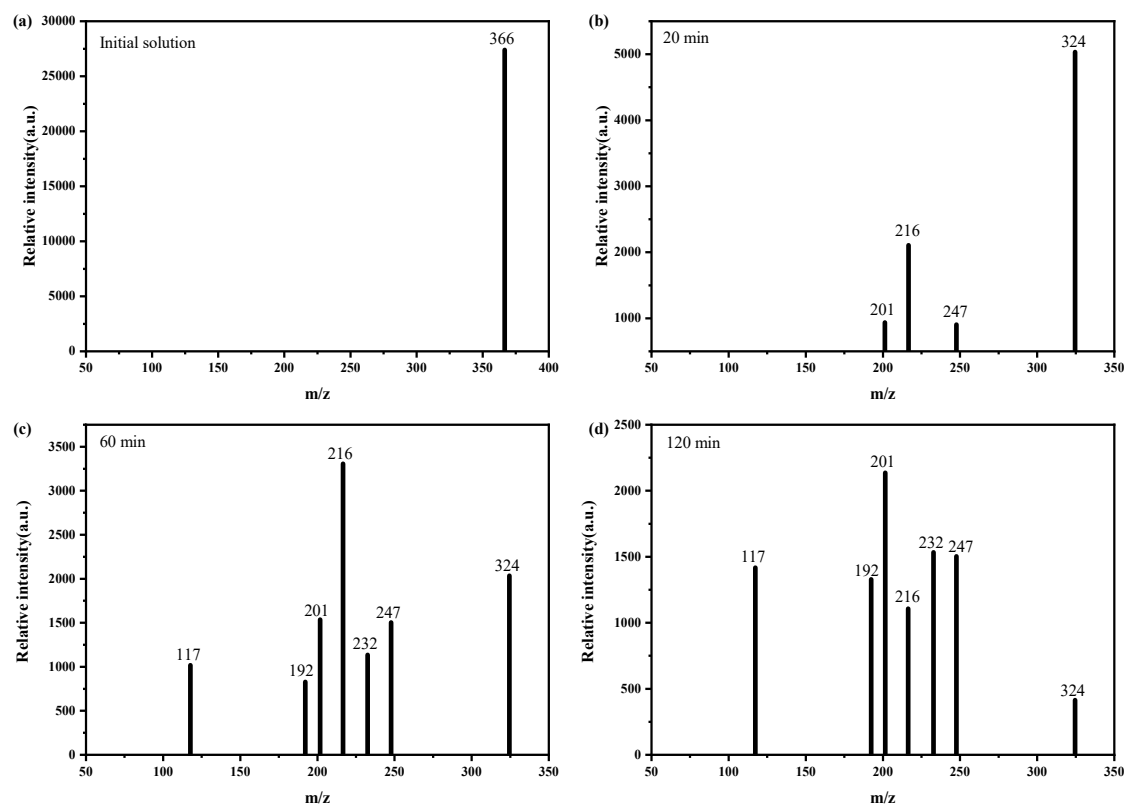 (a)
Initial solution
366
30000
25000
20000
15000
10000
5000
0
50 100 150 200 250 300 350 400
m/z
Relative intensity(a.u.)
(b)
20 min
324
216
201
247
5000
4000
3000
2000
1000
50 100 150 200 250 300 350
m/z
Relative intensity(a.u.)
(c)
60 min
216
324
201
247
232
117
192
3500
3000
2500
2000
1500
1000
500
0
50 100 150 200 250 300 350
m/z
Relative intensity(a.u.)
(d)
120 min
201
232
247
117
192
216
324
2500
2000
1500
1000
500
0
50 100 150 200 250 300 350
m/z
Relative intensity(a.u.)